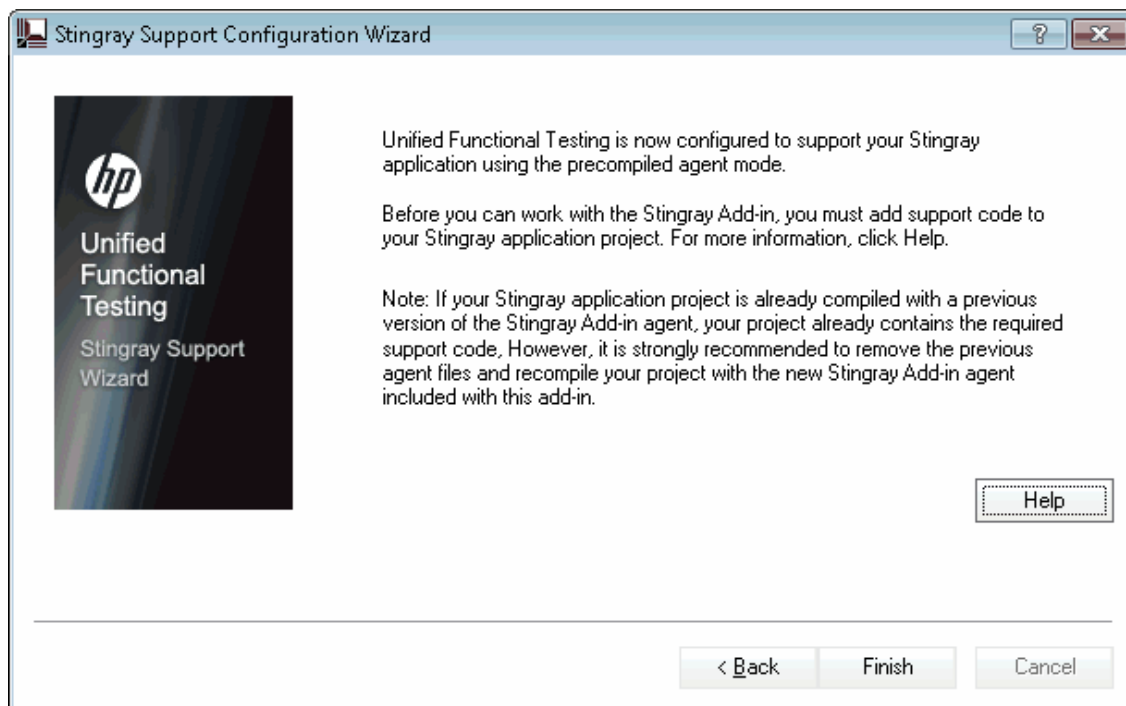 Stingray Support Configuration Wizard
?
hp
Unified
Functional
Testing
Stingray Support
Wizard
Unified Functional Testing is now configured to support your Stingray
application using the precompiled agent mode.
Before you can work with the Stingray Add-in, you must add support code to
your Stingray application project. For more information, click Help.
Note: If your Stingray application project is already compiled with a previous
version of the Stingray Add-in agent, your project already contains the required
support code, However, it is strongly recommended to remove the previous
agent files and recompile your project with the new Stingray Add-in agent
included with this add-in.
Help
< Back
Finish
Cancel